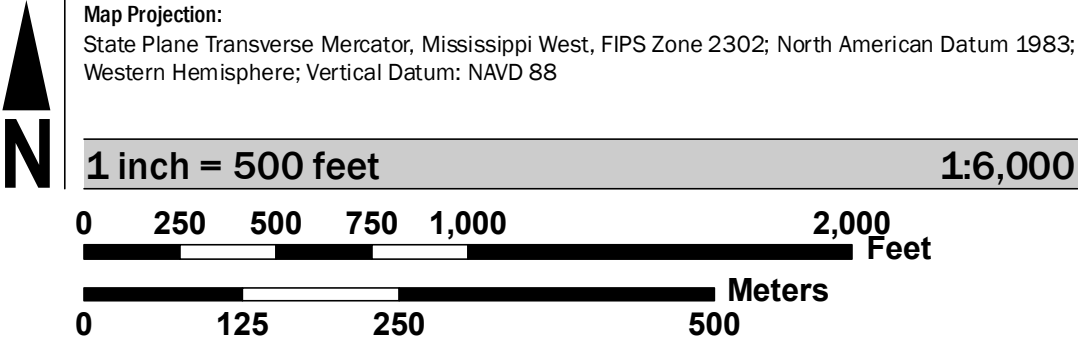 Map Projection:
State Plane Transverse Mercator, Mississippi West, FIPS Zone 2302; North American Datum 1983;
Western Hemisphere; Vertical Datum: NAVD 88
N
1 inch = 500 feet 1:6,000
0 250 500 750 1,000 2,000
Feet
Meters
0 125 250 500